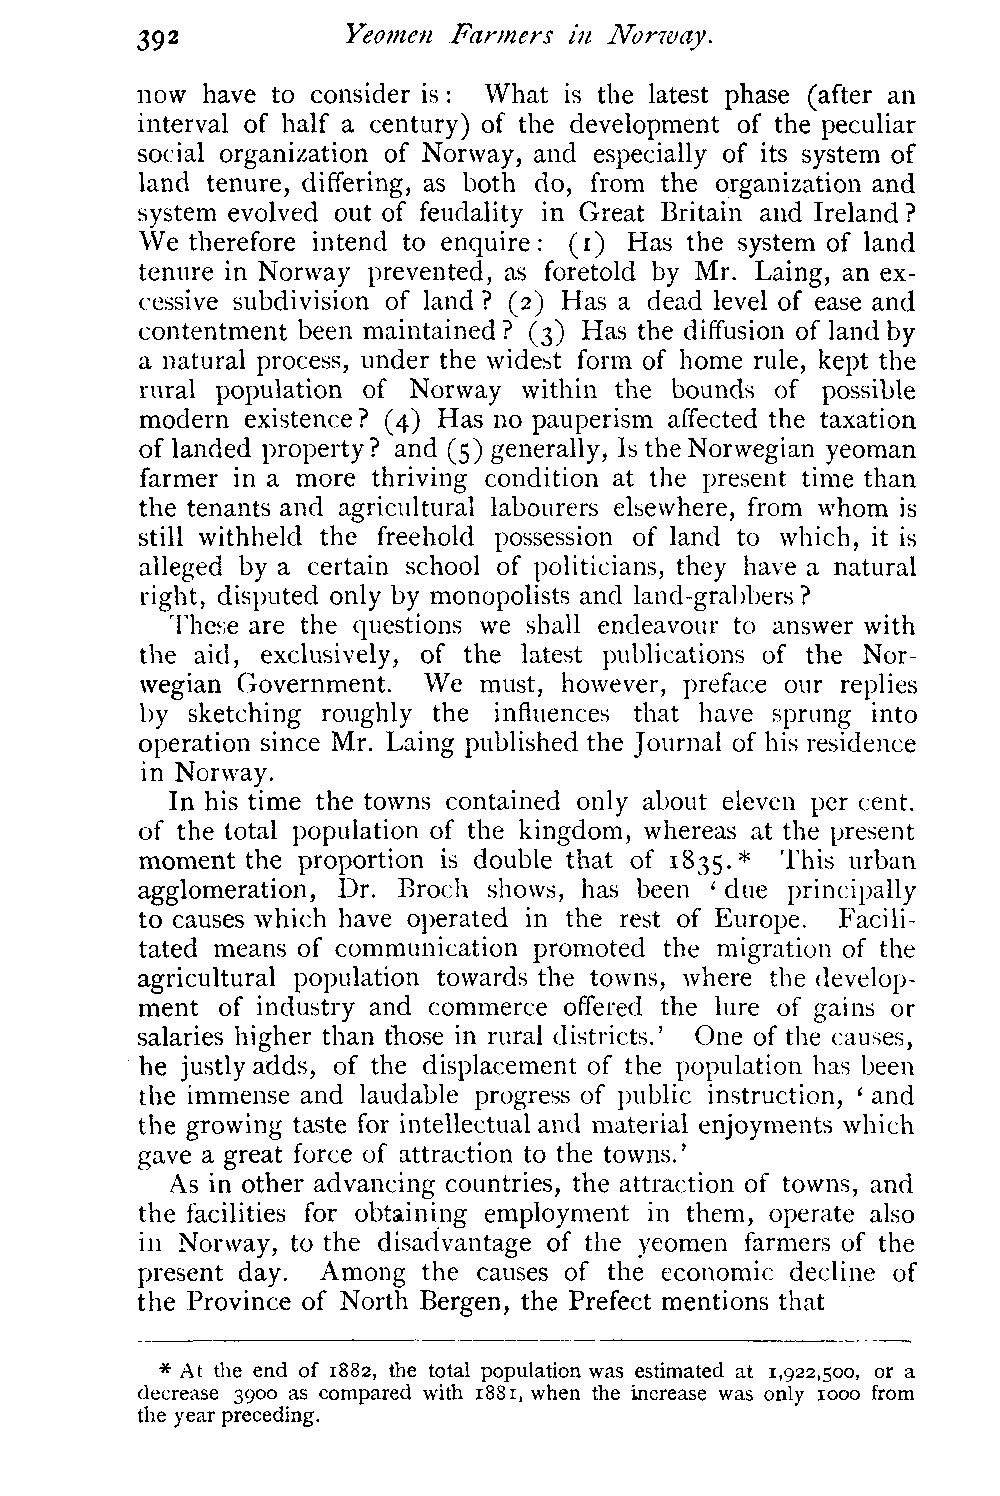 392 Yeomen Farmers in Norway.
now have to consider is: What is the latest phase (after an
interval of half a century) of the development of the peculiar
social organization of Norway, and especially of its system of
land tenure, differing, as both do, from the organization and
system evolved out of feudality in Great Britain and Ireland?
We therefore intend to enquire: (1) Has the system of land
tenure in Norway prevented, as foretold by Mr. Laing, an ex-
cessive subdivision of land? (2) Has a dead level of ease and
contentment been maintained? (3) Has the diffusion of land by
a natural process, under the widest form of home rule, kept the
rural population of Norway within the bounds of possible
modern existence? (4) Has no pauperism affected the taxation
of landed property? and (5) generally, Is the Norwegian yeoman
farmer in a more thriving condition at the present time than
the tenants and agricultural labourers elsewhere, from whom is
still withheld the freehold possession of land to which, it is
alleged by a certain school of politicians, they have a natural
right, disputed only by monopolists and land-grabbers?
These are the questions we shall endeavour to answer with
the aid, exclusively, of the latest publications of the Nor-
wegian Government. We must, however, preface our replies
by sketching roughly the influences that have sprung into
operation since Mr. Laing published the Journal of his residence
in Norway.
In his time the towns contained only about eleven per cent.
of the total population of the kingdom, whereas at the present
moment the proportion is double that of 1835.* This urban
agglomeration, Dr. Broch shows, has been ‘due principally
to causes which have operated in the rest of Europe. Facili-
tated means of communication promoted the migration of the
agricultural population towards the towns, where the develop-
ment of industry and commerce offered the lure of gains or
salaries higher than those in rural districts.’ One of the causes,
he justly adds, of the displacement of the population has been
the immense and laudable progress of public instruction, ‘and
the growing taste for intellectual and material enjoyments which
gave a great force of attraction to the towns.’
As in other advancing countries, the attraction of towns, and
the facilities for obtaining employment in them, operate also
in Norway, to the disadvantage of the yeomen farmers of the
present day. Among the causes of the economic decline of
the Province of North Bergen, the Prefect mentions that
* At the end of 1882, the total population was estimated at 1,922,500, or a
decrease 3900 as compared with 1881, when the increase was only 1000 from
the year preceding.